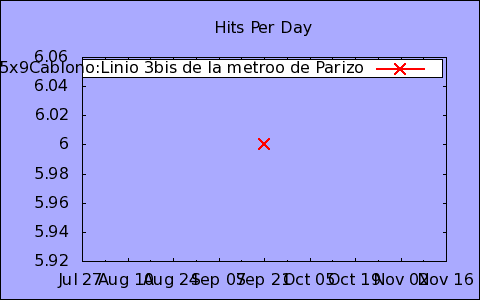 Hits Per Day
6.06
5x9Cablono:Linio 3bis de la metroo de Parizo
6.04
6.02
6
5.98
5.96
5.94
5.92
Jul 27 Aug 10 Aug 24 Sep 07 Sep 21 Oct 05 Oct 19 Nov 02 Nov 16